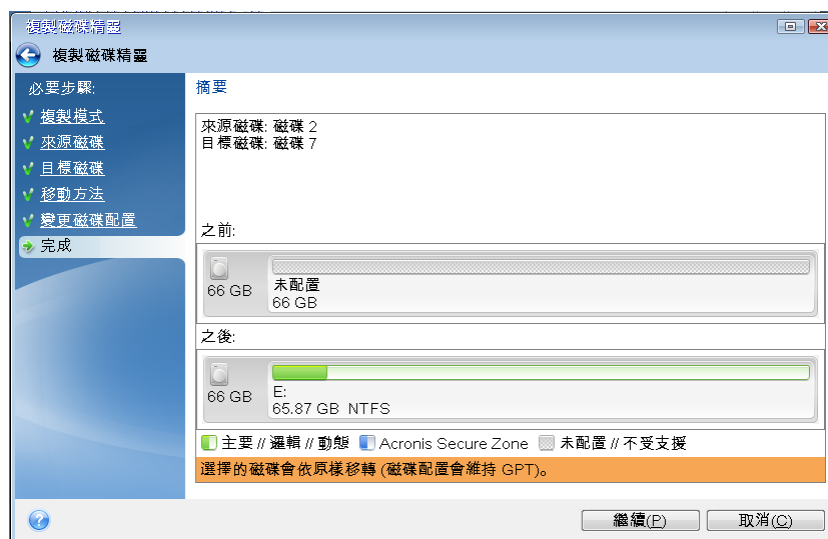 複製磁碟精靈
複製磁碟精靈
必要步驟:
複製模式
來源磁碟
目標磁碟
移動方法
變更磁碟配置
完成
摘要
來源磁碟: 磁碟 2
目標磁碟: 磁碟 7
之前:
66 GB
未配置
66 GB
之後:
66 GB
E:
65.87 GB NTFS
主要 // 邏輯 // 動態 Acronis Secure Zone 未配置 // 不受支援
選擇的磁碟會依原樣移轉 (磁碟配置會維持 GPT)。
繼續(P) 取消(C)